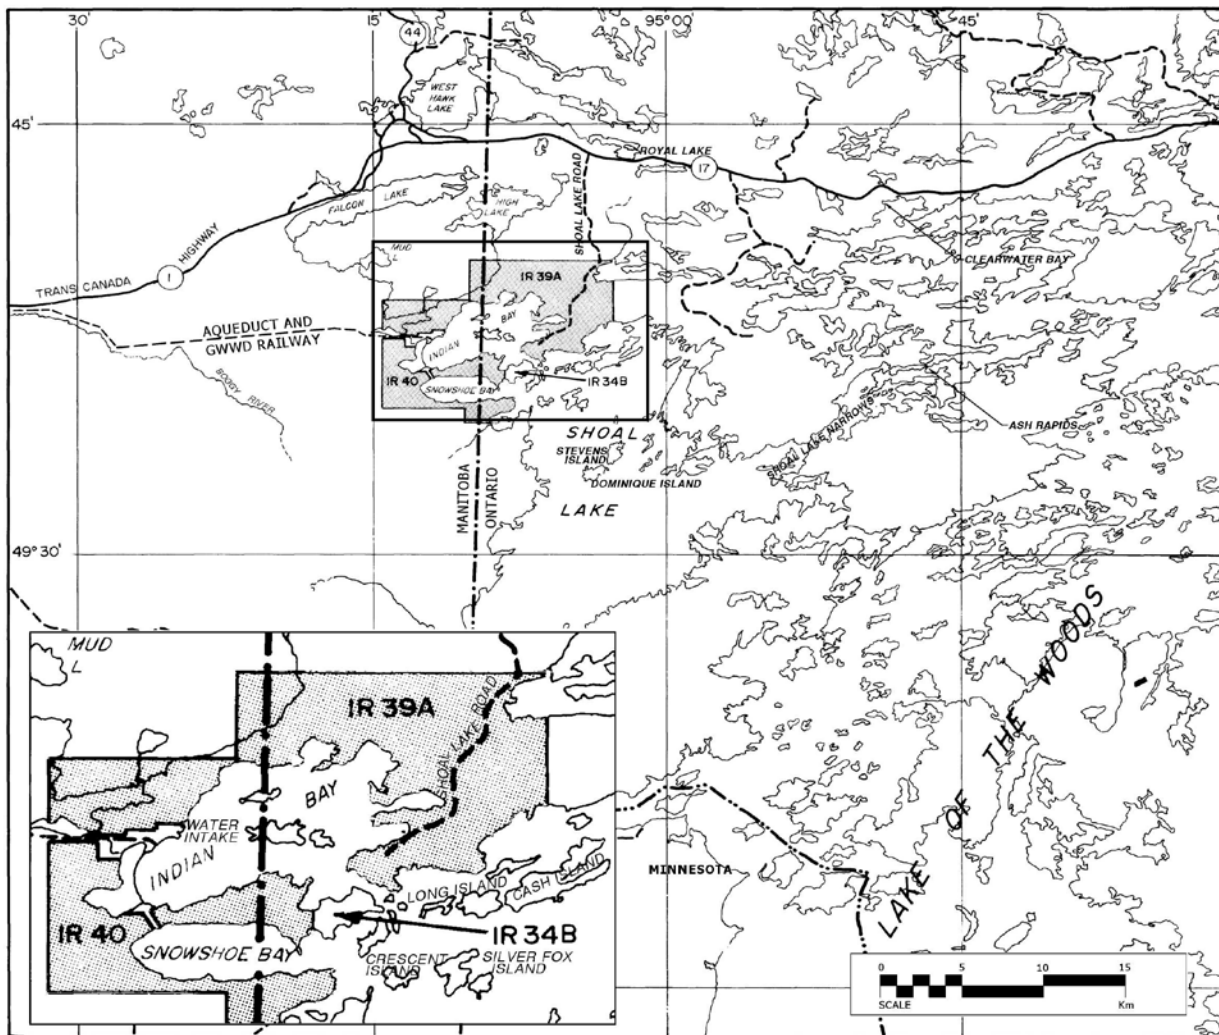 30'
15'
95°00'
45'
44
WEST
HAWK
LAKE
45'
ROYAL LAKE
17
SHOAL LAKE ROAD
FALCON LAKE
HIGH
LAKE
TRANS CANADA
HIGHWAY
1
MUD
L
IR 39A
CLEARWATER BAY
AQUEDUCT AND
GWWD RAILWAY
BAY
INDIAN
IR 40
SNOWSHOE BAY
IR 34B
BOGGY
RIVER
SHOAL
STEVENS
ISLAND
SHOAL LAKE NARROWS
ASH RAPIDS
DOMINIQUE ISLAND
MANITOBA
ONTARIO
LAKE
49° 30'
MUD
L
IR 39A
SHOAL LAKE ROAD
BAY
WATER
INTAKE
INDIAN
LONG ISLAND
CASH ISLAND
IR 40
SNOWSHOE BAY
IR 34B
CRESCENT
ISLAND
SILVER FOX
ISLAND
MINNESOTA
LAKE OF THE WOODS
0 5 10 15
SCALE
Km